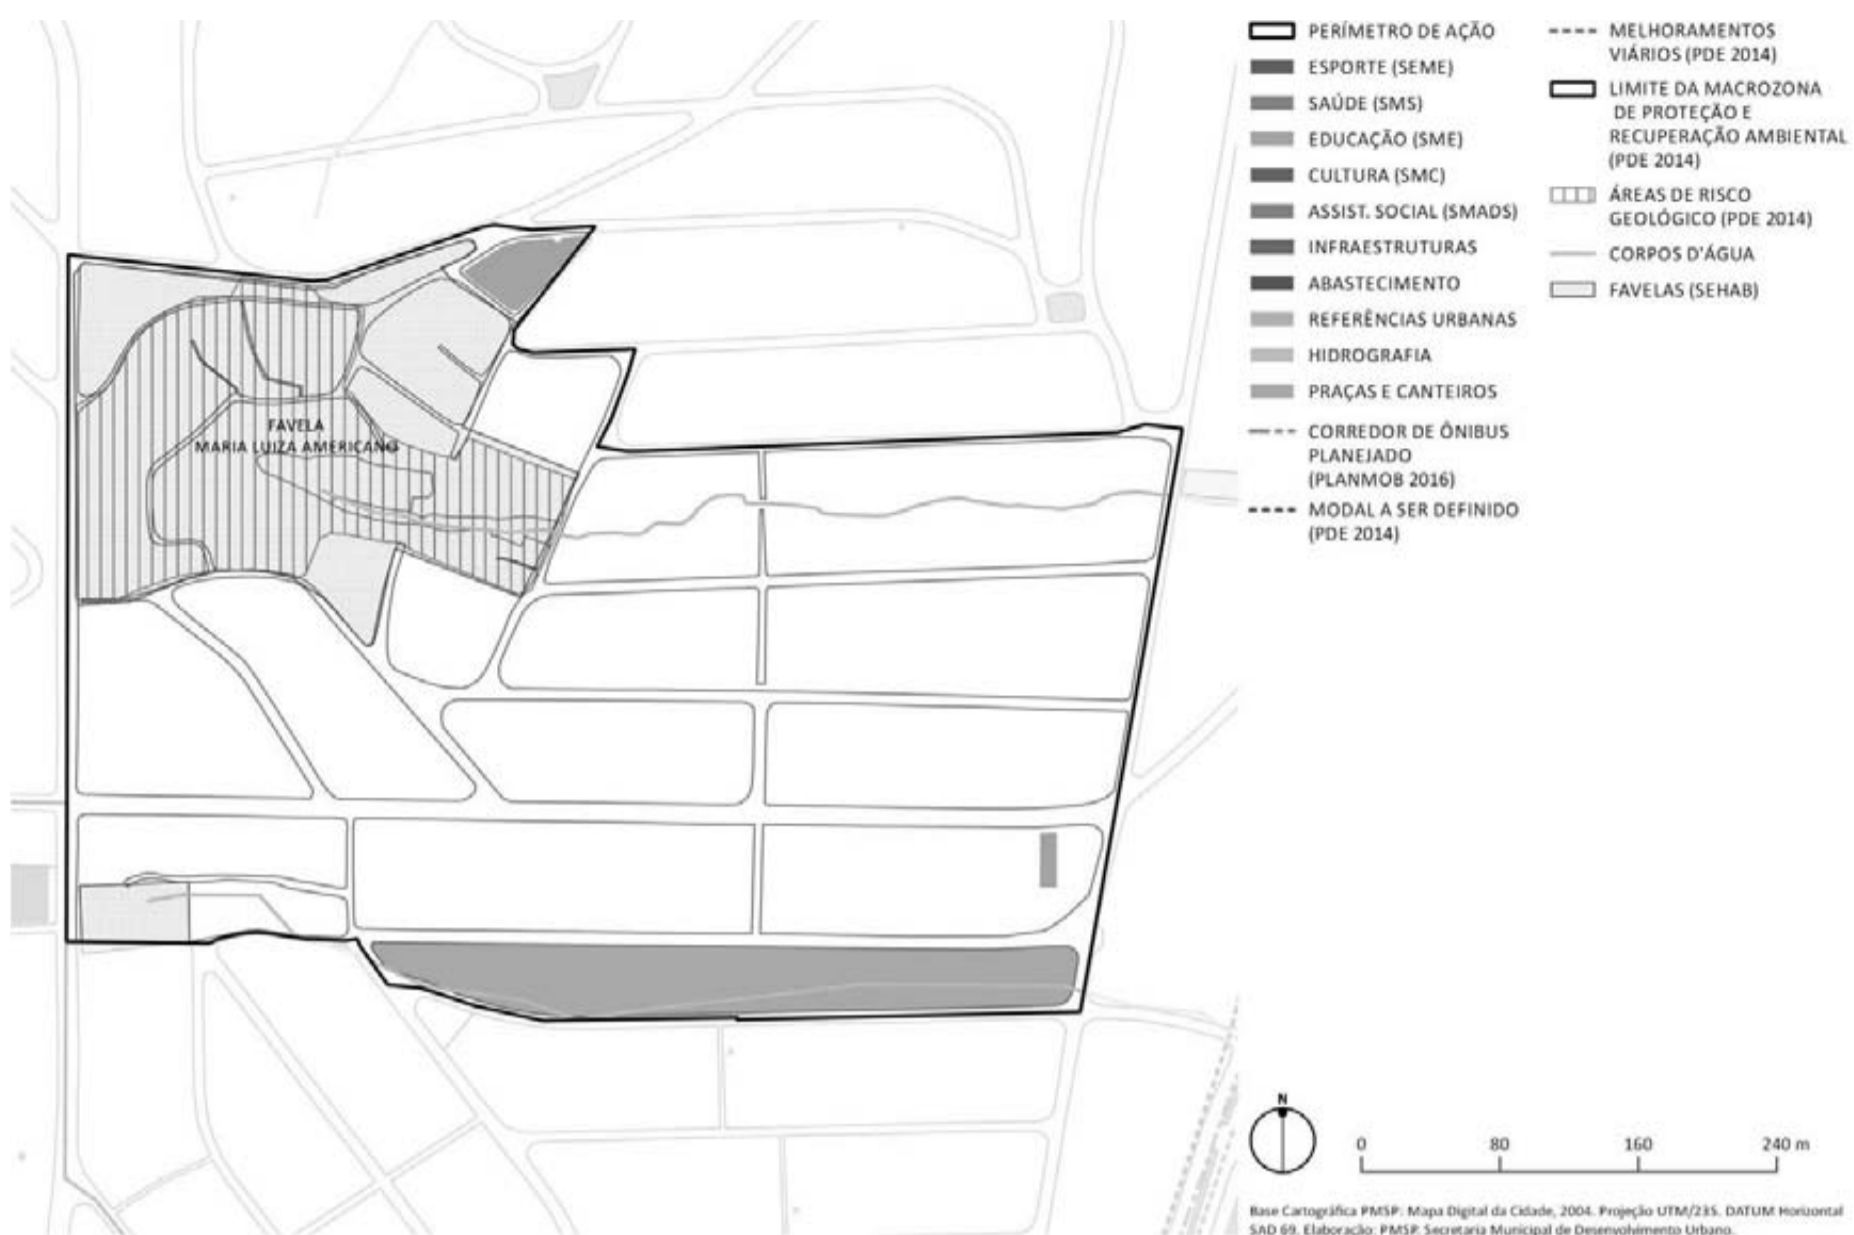 PERÍMETRO DE AÇÃO
ESPORTE (SEME)
SAÚDE (SMS)
EDUCAÇÃO (SME)
CULTURA (SMC)
ASSIST. SOCIAL (SMADS)
INFRAESTRUTURAS
ABASTECIMENTO
REFERÊNCIAS URBANAS
HIDROGRAFIA
PRAÇAS E CANTEIROS
CORREDOR DE ÔNIBUS
PLANEJADO
(PLANMOB 2016)
MODAL A SER DEFINIDO
(PDE 2014)
MELHORAMENTOS
VIÁRIOS (PDE 2014)
LIMITE DA MACROZONA
DE PROTEÇÃO E
RECUPERAÇÃO AMBIENTAL
(PDE 2014)
ÁREAS DE RISCO
GEOLÓGICO (PDE 2014)
CORPOS D'ÁGUA
FAVELAS (SEHAB)
FAVELA
MARIA LUIZA AMERICANO
N
0 80 160 240 m
Base Cartográfica PMSP: Mapa Digital da Cidade, 2004. Projeção UTM/23S. DATUM Horizontal
SAD 69. Elaboração: PMSP. Secretaria Municipal de Desenvolvimento Urbano.